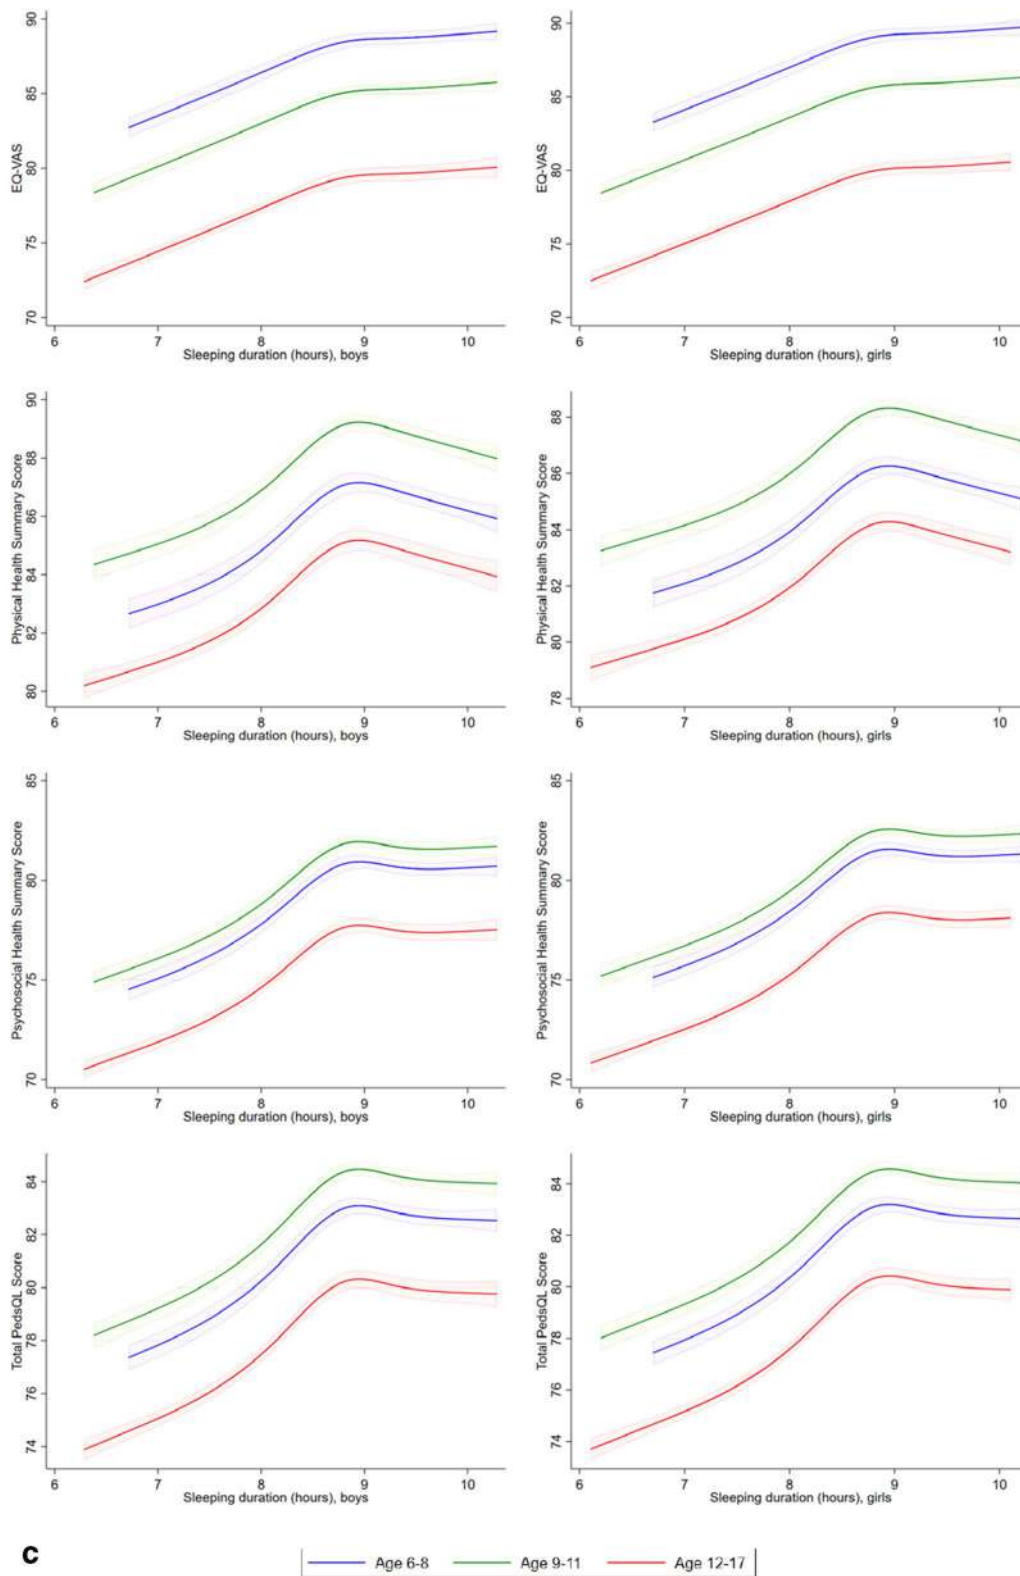 90
85
80
75
70
EQ-VAS
6 7 8 9 10
Sleeping duration (hours), boys
90
85
80
75
70
EQ-VAS
6 7 8 9 10
Sleeping duration (hours), girls
90
88
86
84
82
80
Physical Health Summary Score
6 7 8 9 10
Sleeping duration (hours), boys
88
86
84
82
80
78
Physical Health Summary Score
6 7 8 9 10
Sleeping duration (hours), girls
85
80
75
70
Psychosocial Health Summary Score
6 7 8 9 10
Sleeping duration (hours), boys
85
80
75
70
Psychosocial Health Summary Score
6 7 8 9 10
Sleeping duration (hours), girls
84
82
80
78
76
74
Total PedsQL Score
6 7 8 9 10
Sleeping duration (hours), boys
84
82
80
78
76
74
Total PedsQL Score
6 7 8 9 10
Sleeping duration (hours), girls
c
Age 6-8 Age 9-11 Age 12-17